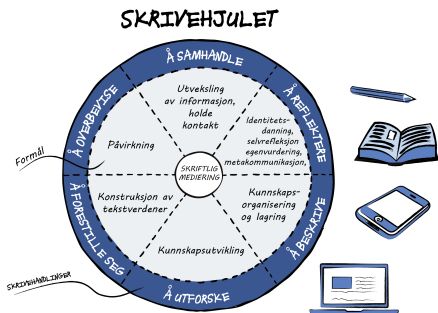 SKRIVEHJULET
Å SAMHANDLE
Å REFLEKTERE
Å BESKRIVE
Å UTFORSKE
Å FORESTILLE SEG
Å OVERBEVISE
Utveksling
av informasjon,
holde
kontakt
Identitets-
danning,
selvrefleksjon
egenvurdering,
metakommunikasjon,
Kunnskaps-
organisering
og lagring
Kunnskapsutvikling
Konstruksjon av
tekstverdener
Påvirkning
SKRIFTLIG
MEDIERING
Formål
SKRIVEHANDLINGER